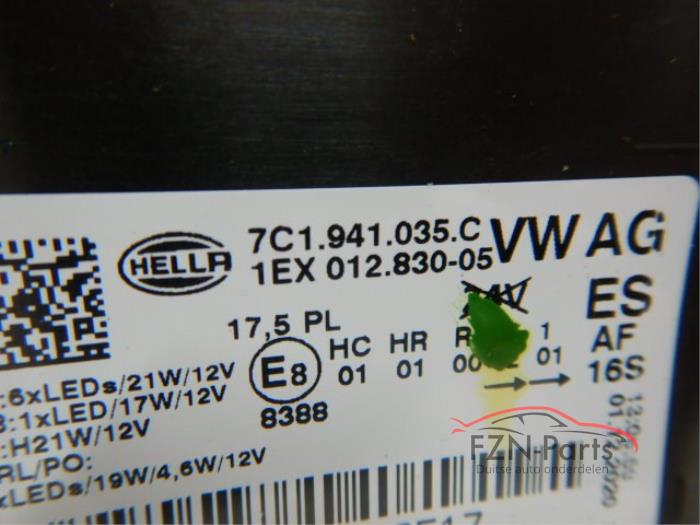 HELLA
7C1.941.035.C VW AG
1EX 012.830-05
24V ES
17,5 PL
HC HR 1 AF
E8 01 01 01 16S
8388
:6xLEDs/21W/12V
:1xLED/17W/12V
:H21W/12V
RL/PO:
xLEDs/19W/4,6W/12V
FZN-Parts
Duitse auto onderdelen